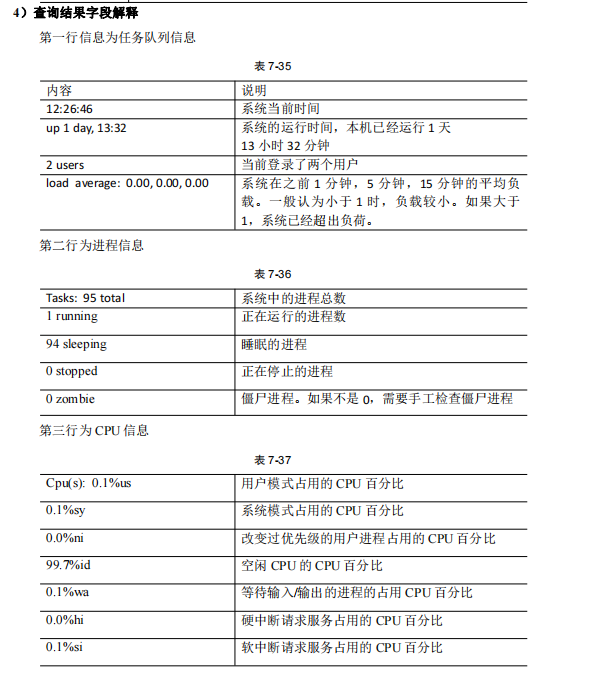 4）查询结果字段解释
第一行信息为任务队列信息
表 7-35
内容 说明
12:26:46 系统当前时间
up 1 day, 13:32 系统的运行时间，本机已经运行 1 天
13 小时 32 分钟
2 users 当前登录了两个用户
load average: 0.00, 0.00, 0.00 系统在之前 1 分钟，5 分钟，15 分钟的平均负
载。一般认为小于 1 时，负载较小。如果大于
1，系统已经超出负荷。
第二行为进程信息
表 7-36
Tasks: 95 total 系统中的进程总数
1 running 正在运行的进程数
94 sleeping 睡眠的进程
0 stopped 正在停止的进程
0 zombie 僵尸进程。如果不是 0，需要手工检查僵尸进程
第三行为 CPU 信息
表 7-37
Cpu(s): 0.1%us 用户模式占用的 CPU 百分比
0.1%sy 系统模式占用的 CPU 百分比
0.0%ni 改变过优先级的用户进程占用的 CPU 百分比
99.7%id 空闲 CPU 的 CPU 百分比
0.1%wa 等待输入/输出的进程的占用 CPU 百分比
0.0%hi 硬中断请求服务占用的 CPU 百分比
0.1%si 软中断请求服务占用的 CPU 百分比